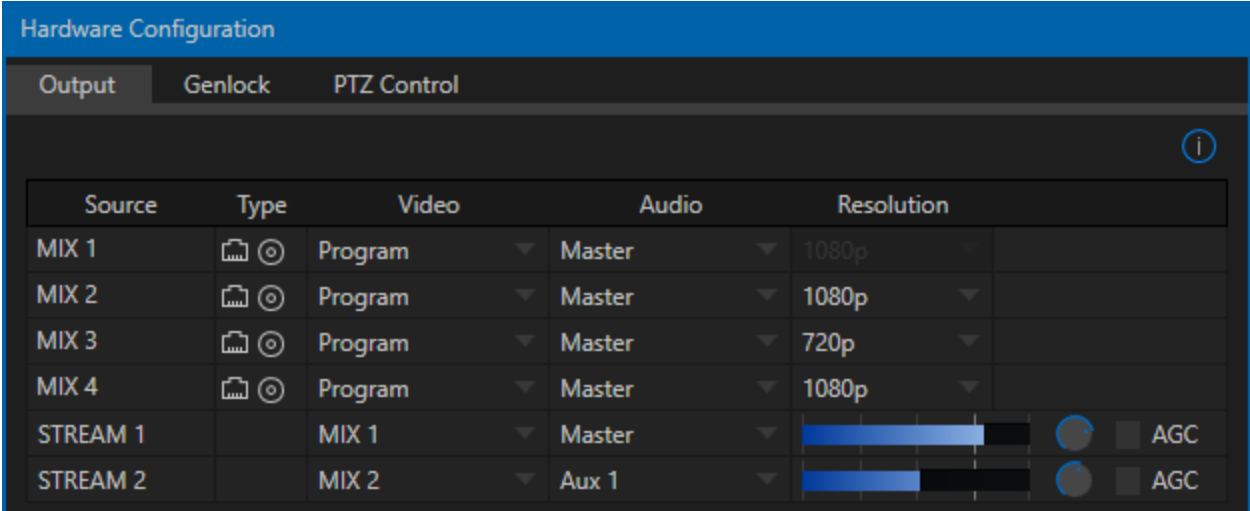 Hardware Configuration
Output Genlock PTZ Control
i
Source Type Video Audio Resolution
MIX 1 Program Master 1080p
MIX 2 Program Master 1080p
MIX 3 Program Master 720p
MIX 4 Program Master 1080p
STREAM 1 MIX 1 Master AGC
STREAM 2 MIX 2 Aux 1 AGC